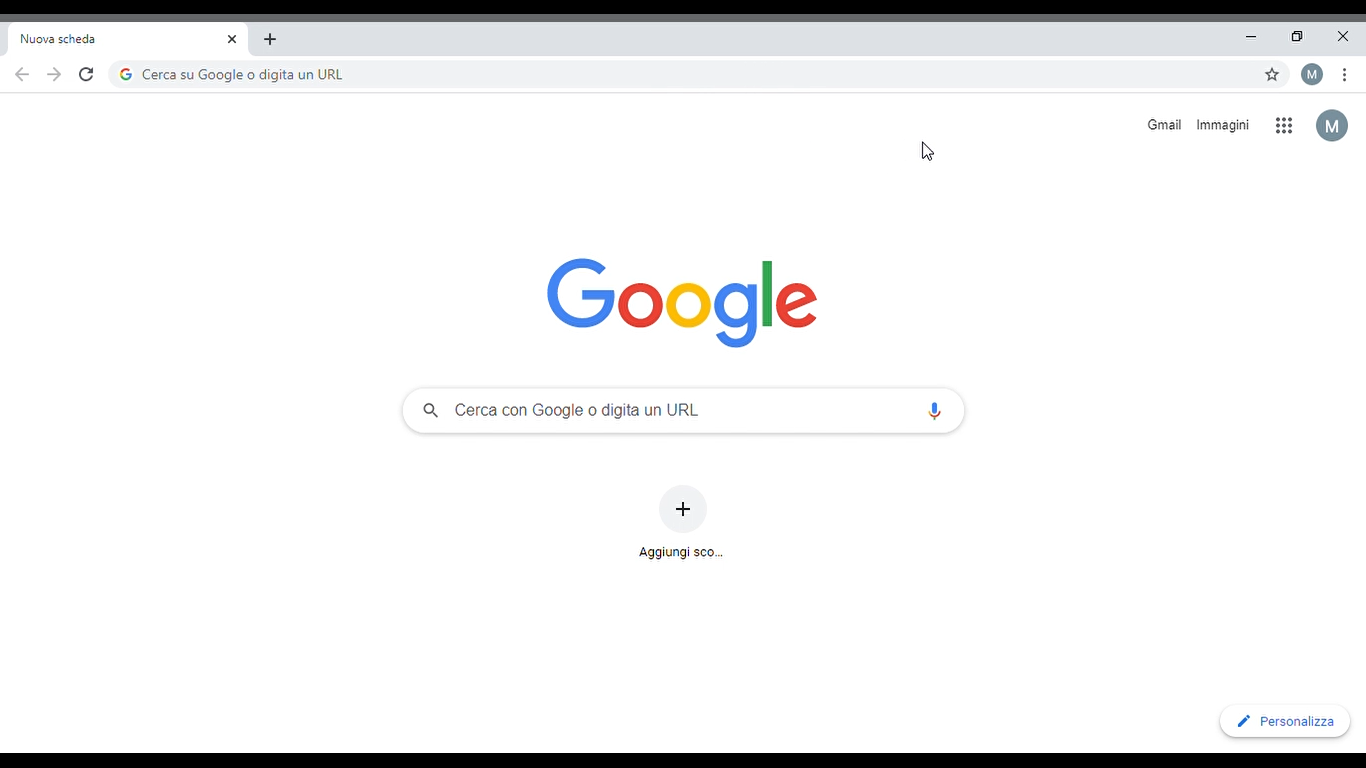 Nuova scheda
Cerca su Google o digita un URL
M
Gmail Immagini M
Google
Cerca con Google o digita un URL
Aggiungi sco...
Personalizza